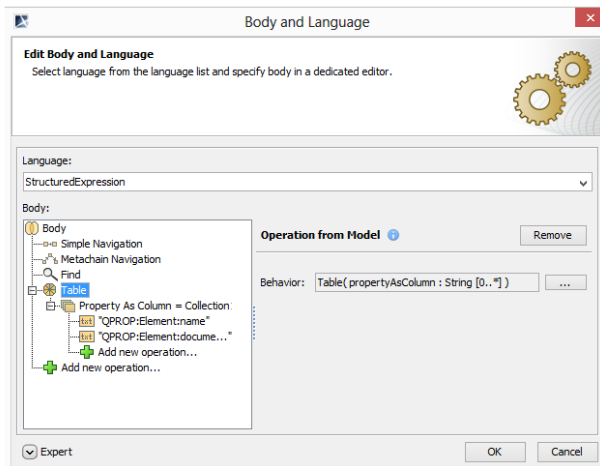 Body and Language
Edit Body and Language
Select language from the language list and specify body in a dedicated editor.
Language:
StructuredExpression
Body:
Body
Simple Navigation
Metachain Navigation
Find
Table
Property As Column = Collection
"QPROP:Element:name"
"QPROP:Element:docume..."
Add new operation...
Add new operation...
Operation from Model
Remove
Behavior:
Table( propertyAsColumn : String [0..*] )
...
Expert
OK
Cancel